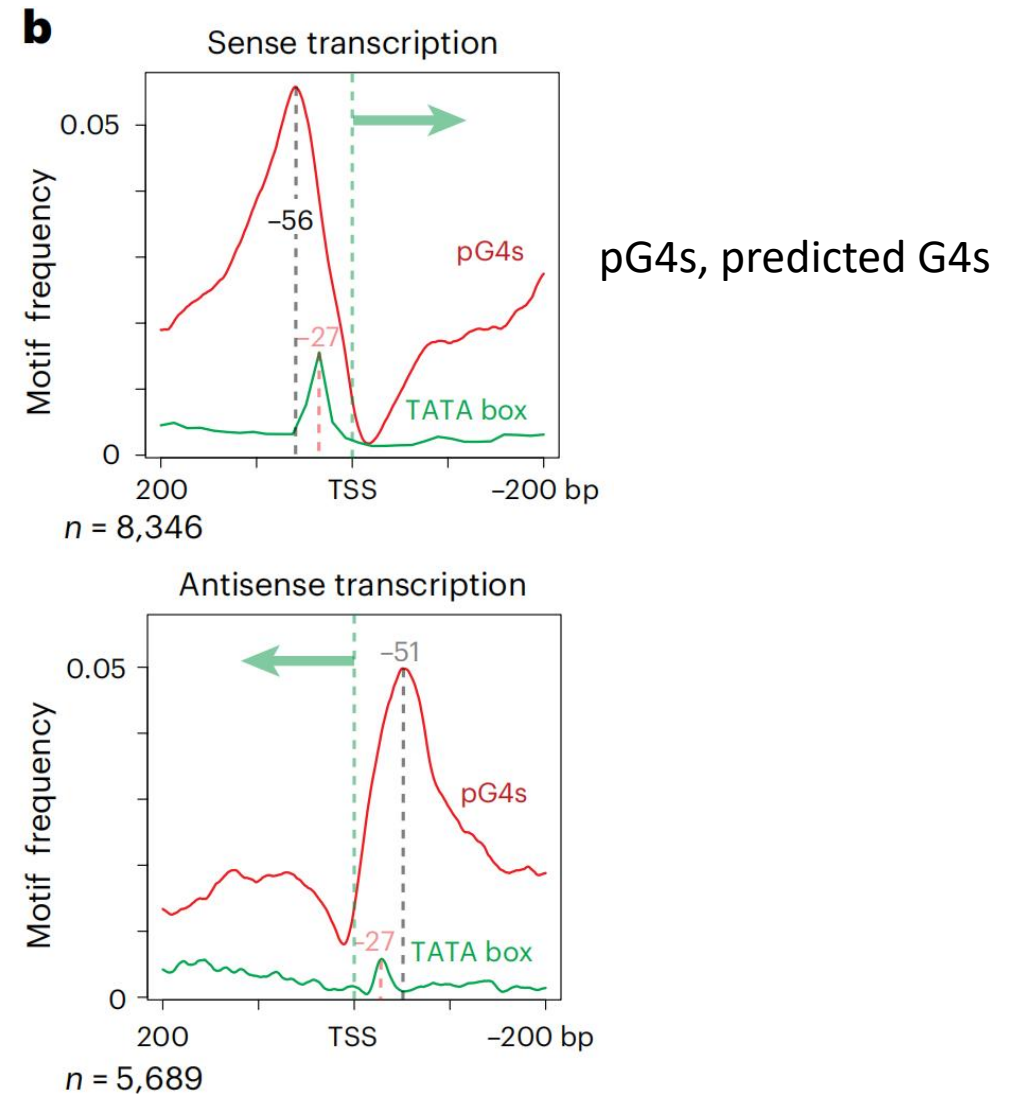 b
Sense transcription
0.05
–56
pG4s
pG4s, predicted G4s
–27
TATA box
0
Motif frequency
200
TSS
–200 bp
n = 8,346
Antisense transcription
–51
0.05
pG4s
–27
TATA box
0
Motif frequency
200
TSS
–200 bp
n = 5,689